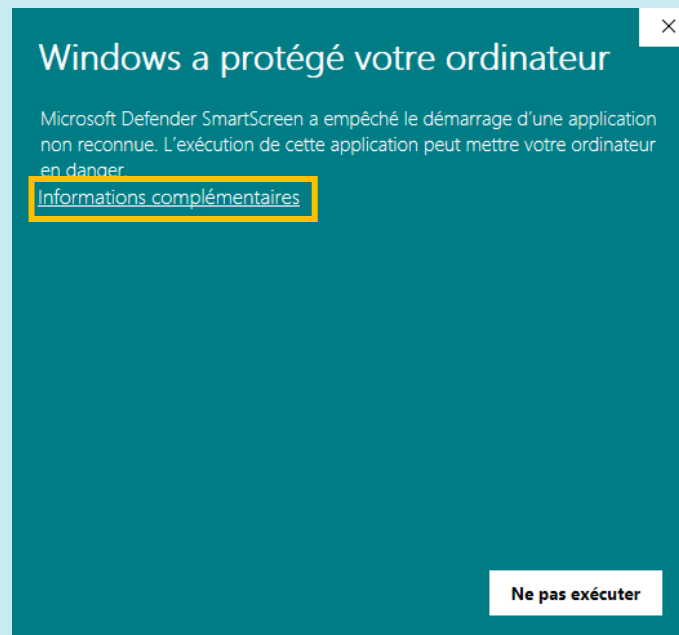 Windows a protégé votre ordinateur
Microsoft Defender SmartScreen a empêché le démarrage d’une application
non reconnue. L’exécution de cette application peut mettre votre ordinateur
en danger.
Informations complémentaires
Ne pas exécuter